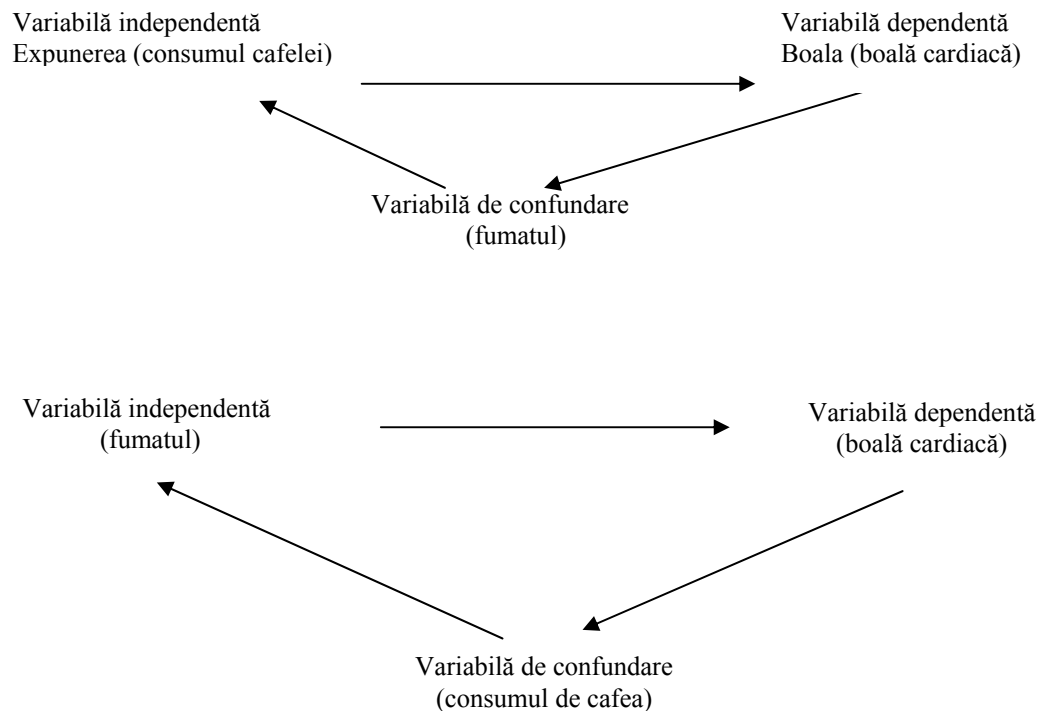 Variabilă independentă
Expunerea (consumul cafelei)
Variabilă dependentă
Boala (boală cardiacă)
Variabilă de confundare
(fumatul)
Variabilă independentă
(fumatul)
Variabilă dependentă
(boală cardiacă)
Variabilă de confundare
(consumul de cafea)